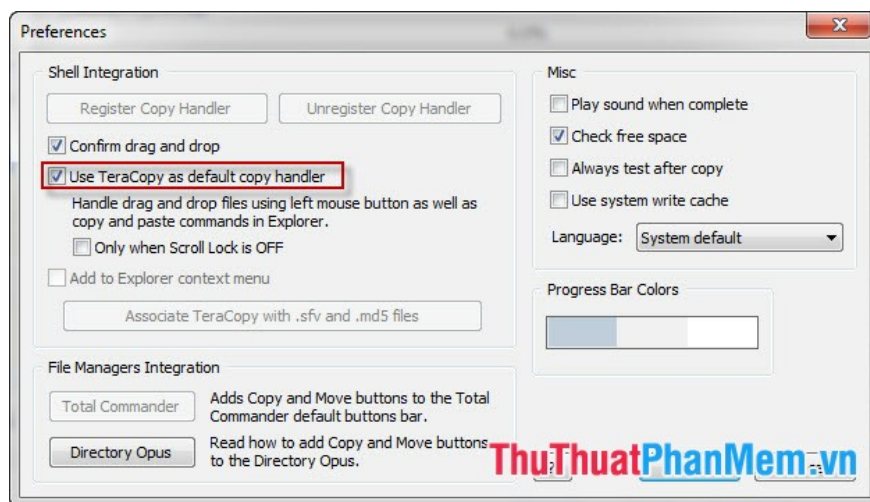 Preferences
Shell Integration
Register Copy Handler
Unregister Copy Handler
Confirm drag and drop
Use TeraCopy as default copy handler
Handle drag and drop files using left mouse button as well as
copy and paste commands in Explorer.
Only when Scroll Lock is OFF
Add to Explorer context menu
Associate TeraCopy with .sfv and .md5 files
File Managers Integration
Total Commander
Adds Copy and Move buttons to the Total
Commander default buttons bar.
Directory Opus
Read how to add Copy and Move buttons
to the Directory Opus.
Misc
Play sound when complete
Check free space
Always test after copy
Use system write cache
Language:
System default
Progress Bar Colors
ThuThuatPhanMem.vn